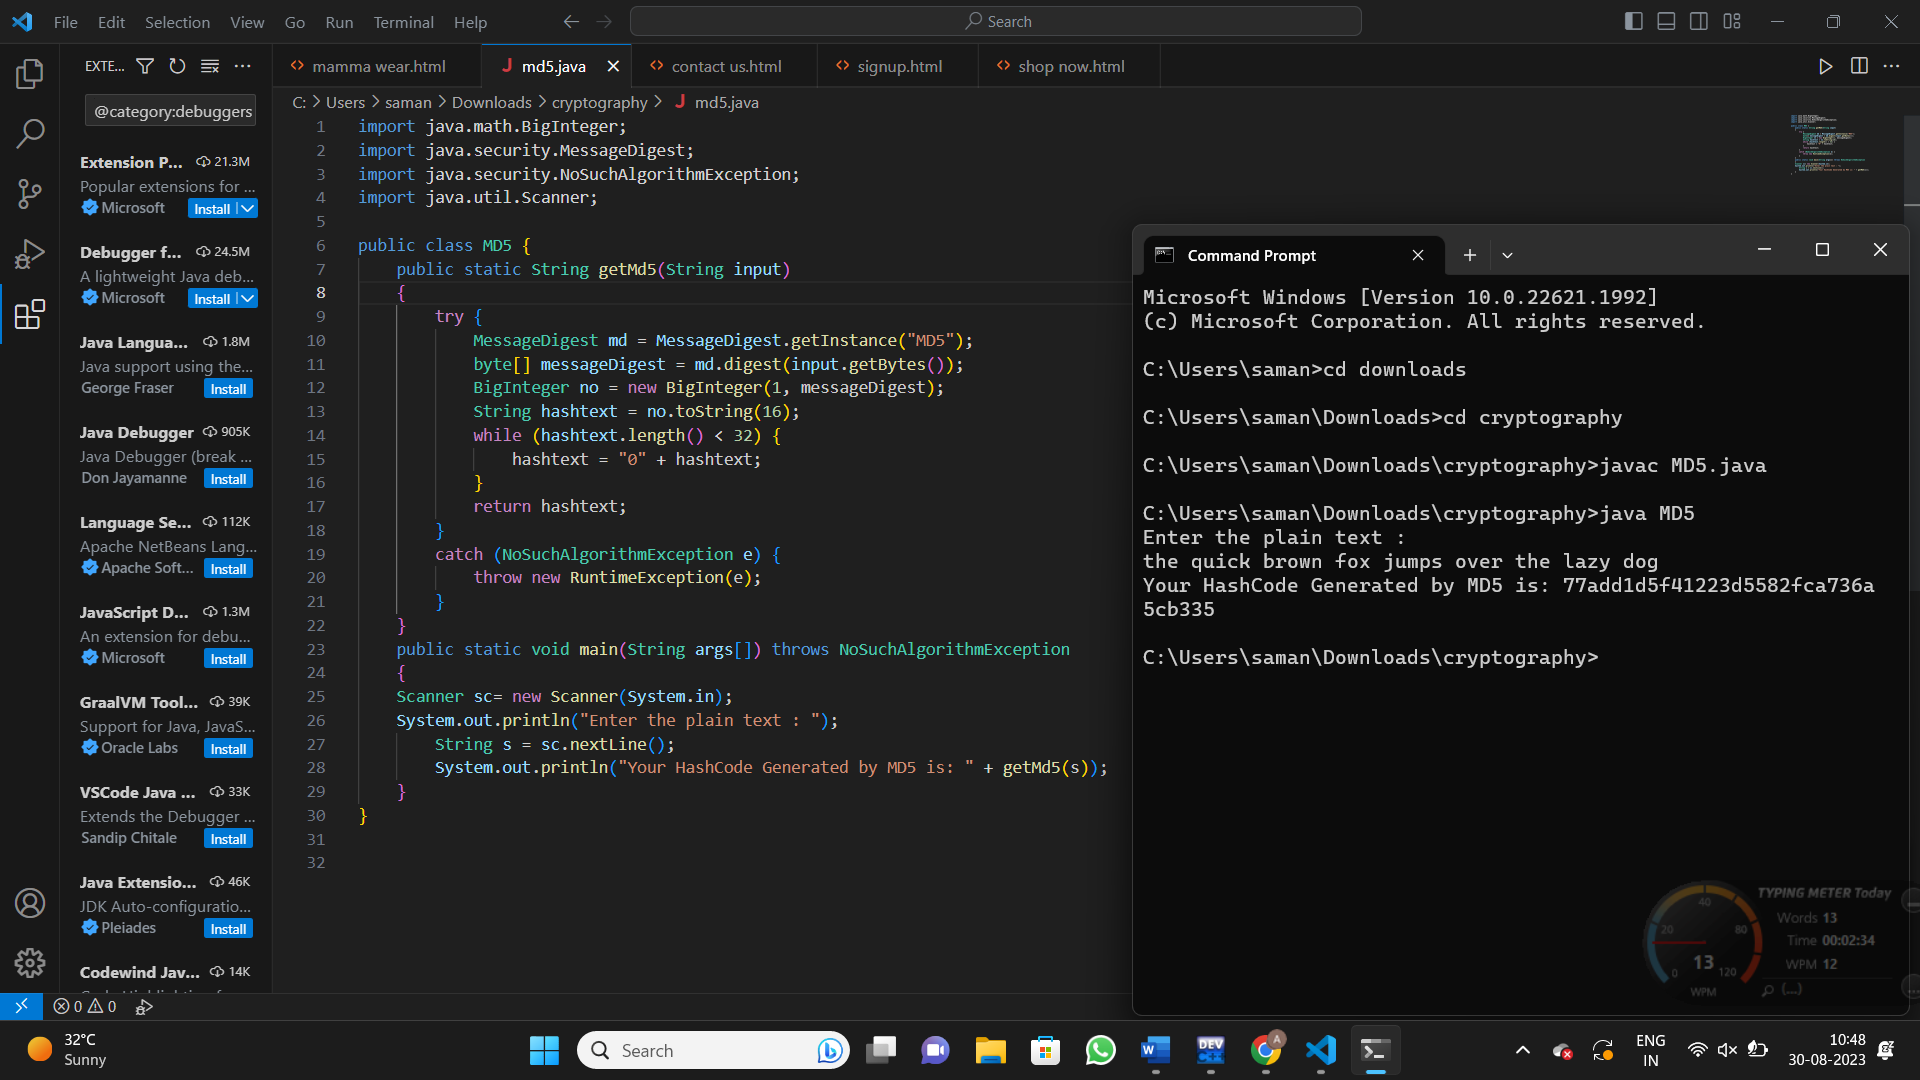 File Edit Selection View Go Run Terminal Help Search
EXTE...
@category:debuggers
Extension P... 21.3M
Popular extensions for ...
Microsoft Install
Debugger f... 24.5M
A lightweight Java deb...
Microsoft Install
Java Langua... 1.8M
Java support using the...
George Fraser Install
Java Debugger 905K
Java Debugger (break ...
Don Jayamanne Install
Language Se... 112K
Apache NetBeans Lang...
Apache Soft... Install
JavaScript D... 1.3M
An extension for debu...
Microsoft Install
GraalVM Tool... 39K
Support for Java, JavaS...
Oracle Labs Install
VSCode Java ... 33K
Extends the Debugger ...
Sandip Chitale Install
Java Extensio... 46K
JDK Auto-configuratio...
Pleiades Install
Codewind Jav... 14K
mamma wear.html md5.java contact us.html signup.html shop now.html
C: > Users > saman > Downloads > cryptography > J md5.java
1 import java.math.BigInteger;
2 import java.security.MessageDigest;
3 import java.security.NoSuchAlgorithmException;
4 import java.util.Scanner;
5
6 public class MD5 {
7 public static String getMd5(String input)
8 {
9 try {
10 MessageDigest md = MessageDigest.getInstance("MD5");
11 byte[] messageDigest = md.digest(input.getBytes());
12 BigInteger no = new BigInteger(1, messageDigest);
13 String hashtext = no.toString(16);
14 while (hashtext.length() < 32) {
15 hashtext = "0" + hashtext;
16 }
17 return hashtext;
18 }
19 catch (NoSuchAlgorithmException e) {
20 throw new RuntimeException(e);
21 }
22 }
23 public static void main(String args[]) throws NoSuchAlgorithmException
24 {
25 Scanner sc= new Scanner(System.in);
26 System.out.println("Enter the plain text : ");
27 String s = sc.nextLine();
28 System.out.println("Your HashCode Generated by MD5 is: " + getMd5(s));
29 }
30 }
31
32
Command Prompt
Microsoft Windows [Version 10.0.22621.1992]
(c) Microsoft Corporation. All rights reserved.
C:\Users\saman>cd downloads
C:\Users\saman\Downloads>cd cryptography
C:\Users\saman\Downloads\cryptography>javac MD5.java
C:\Users\saman\Downloads\cryptography>java MD5
Enter the plain text :
the quick brown fox jumps over the lazy dog
Your HashCode Generated by MD5 is: 77add1d5f41223d5582fca736a
5cb335
C:\Users\saman\Downloads\cryptography>
TYPING METER Today
Words 13
Time 00:02:34
WPM 12
(...)
0 20 40 80 120
13
WPM
0 0
32°C
Sunny
Search
DEV
A
ENG
IN
10:48
30-08-2023